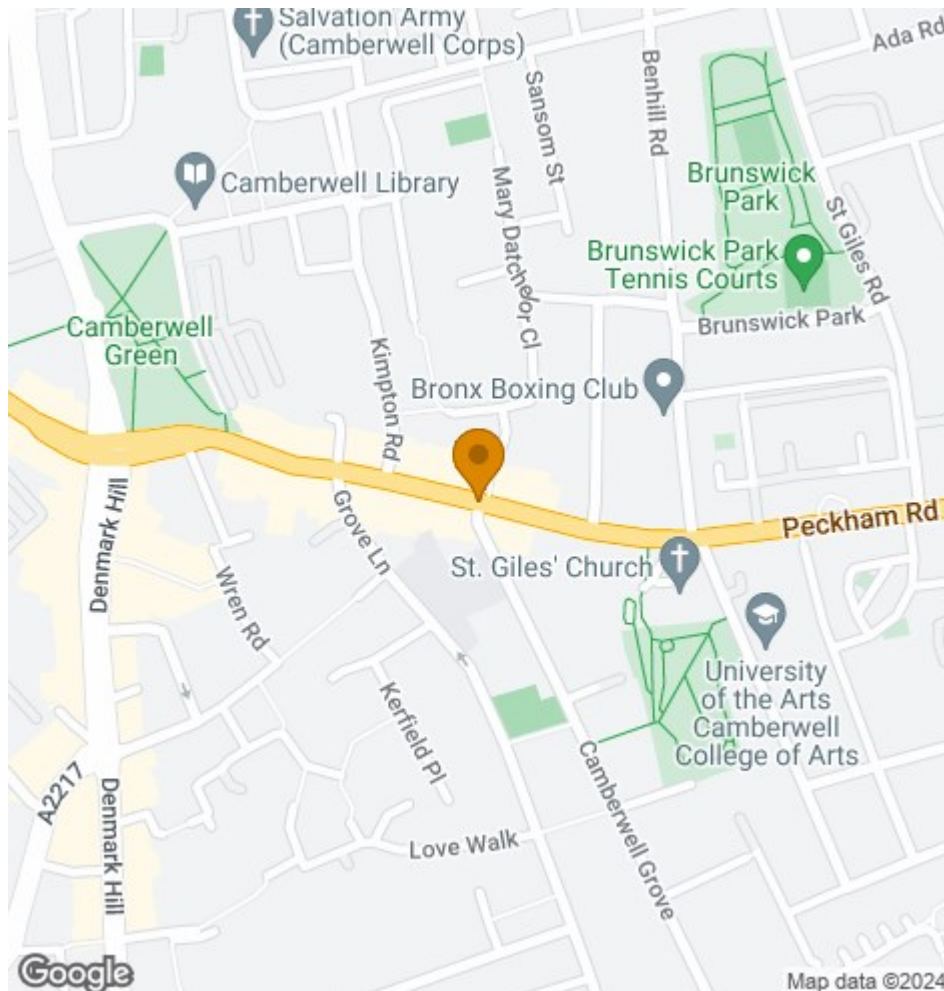 Salvation Army
(Camberwell Corps)
Ada Rd
Sansom St
Benhill Rd
Camberwell Library
Mary Datchelor Cl
Brunswick
Park
St Giles Rd
Brunswick Park
Tennis Courts
Brunswick Park
Camberwell
Green
Kimpton Rd
Bronx Boxing Club
Denmark Hill
Grove Ln
Peckham Rd
Wren Rd
St. Giles' Church
University
of the Arts
Camberwell
College of Arts
Kerfield Pl
Camberwell Grove
A2217
Denmark Hill
Love Walk
Google
Map data ©2024